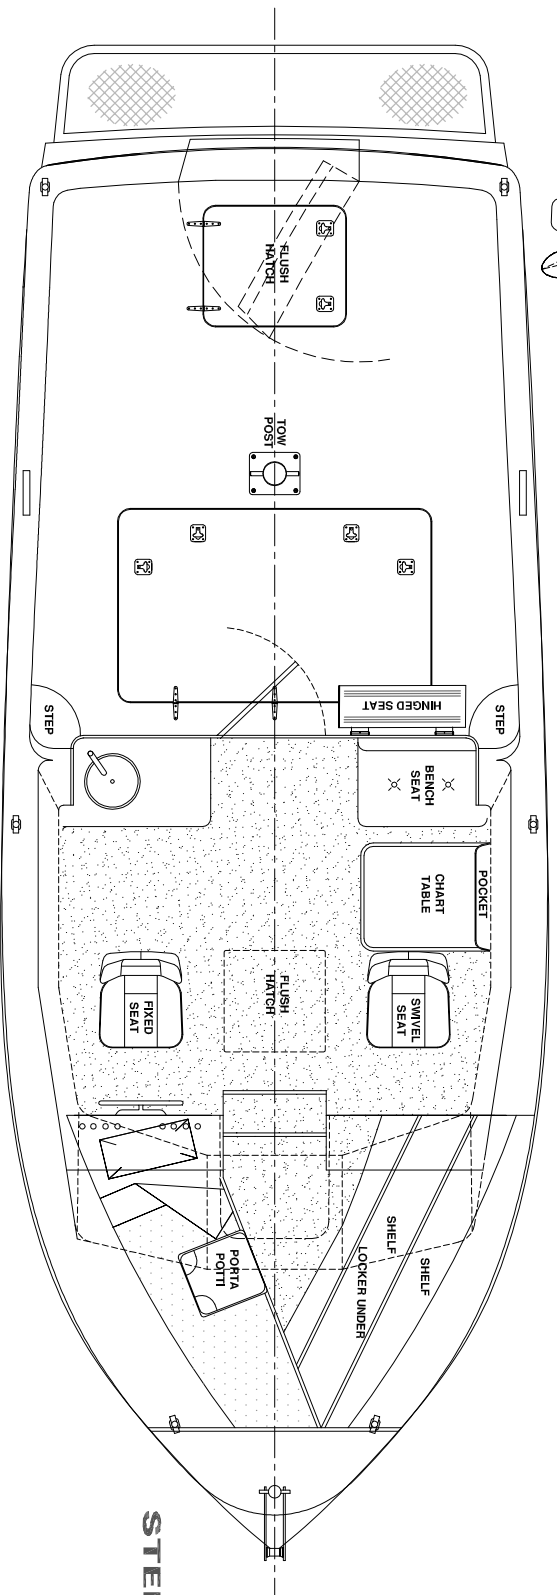 FLUSH
HATCH
TOW
POST
HINGED SEAT
STEP
STEP
BENCH
SEAT
CHART
TABLE
POCKET
FLUSH
HATCH
FIXED
SEAT
SWIVEL
SEAT
PORTA
POTTI
SHELF
LOCKER UNDER
SHELF